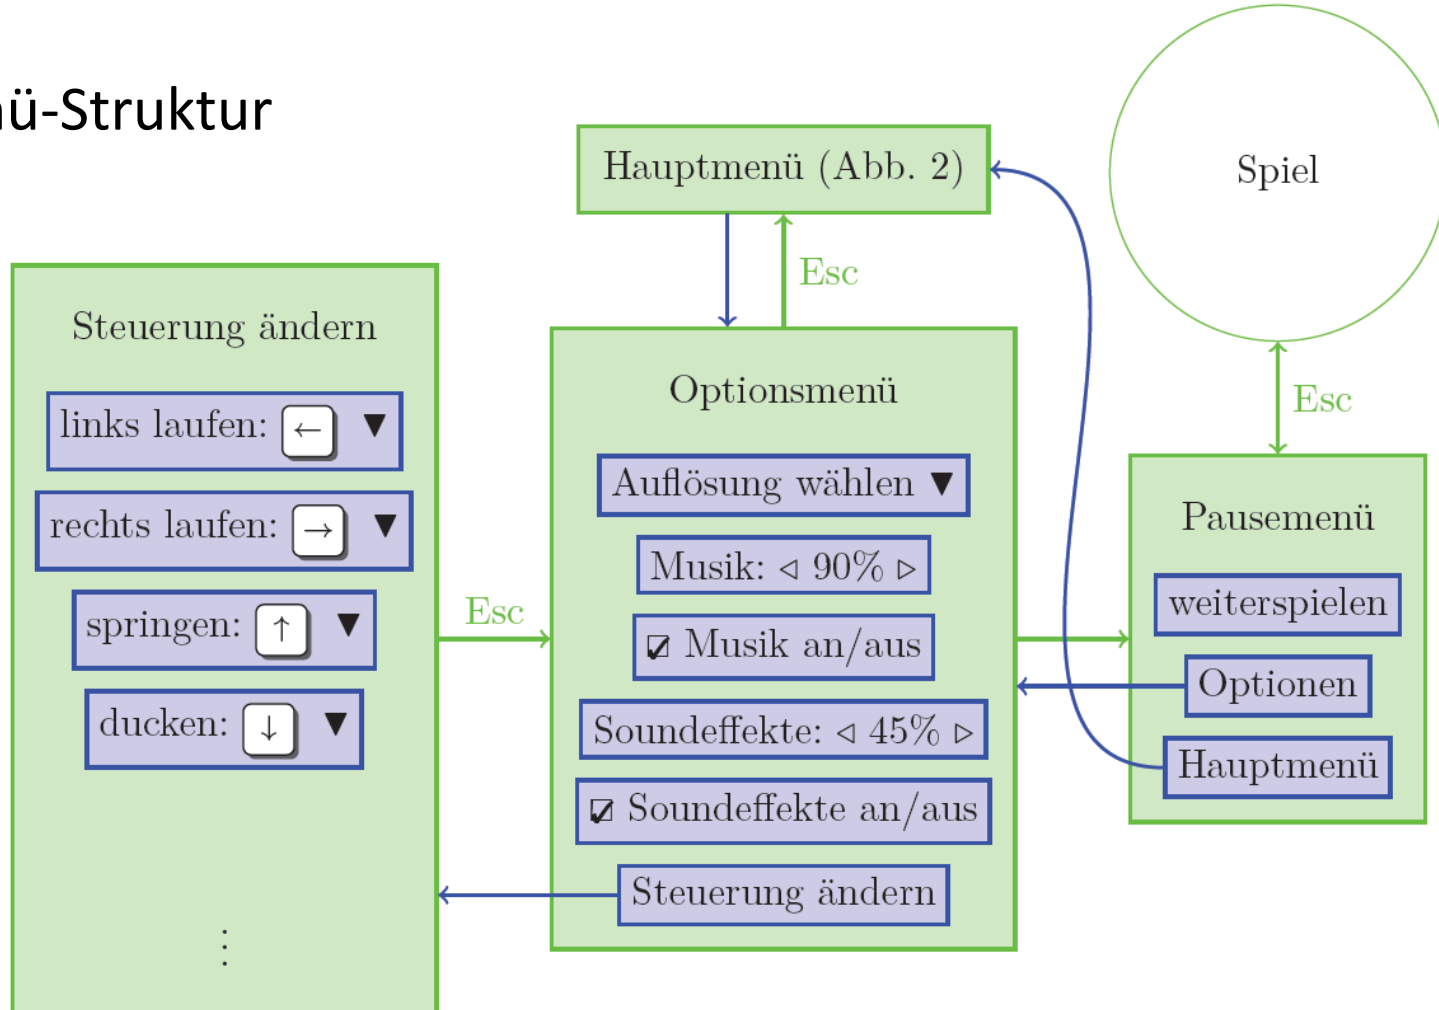 ü-Struktur
Hauptmenü (Abb. 2)
Spiel
Esc
Steuerung ändern
links laufen: ← ▼
rechts laufen: → ▼
springen: ↑ ▼
ducken: ↓ ▼
⋮
Esc
Optionsmenü
Auflösung wählen ▼
Musik: ◃ 90% ▹
☑ Musik an/aus
Soundeffekte: ◃ 45% ▹
☑ Soundeffekte an/aus
Steuerung ändern
Esc
Pausemenü
weiterspielen
Optionen
Hauptmenü